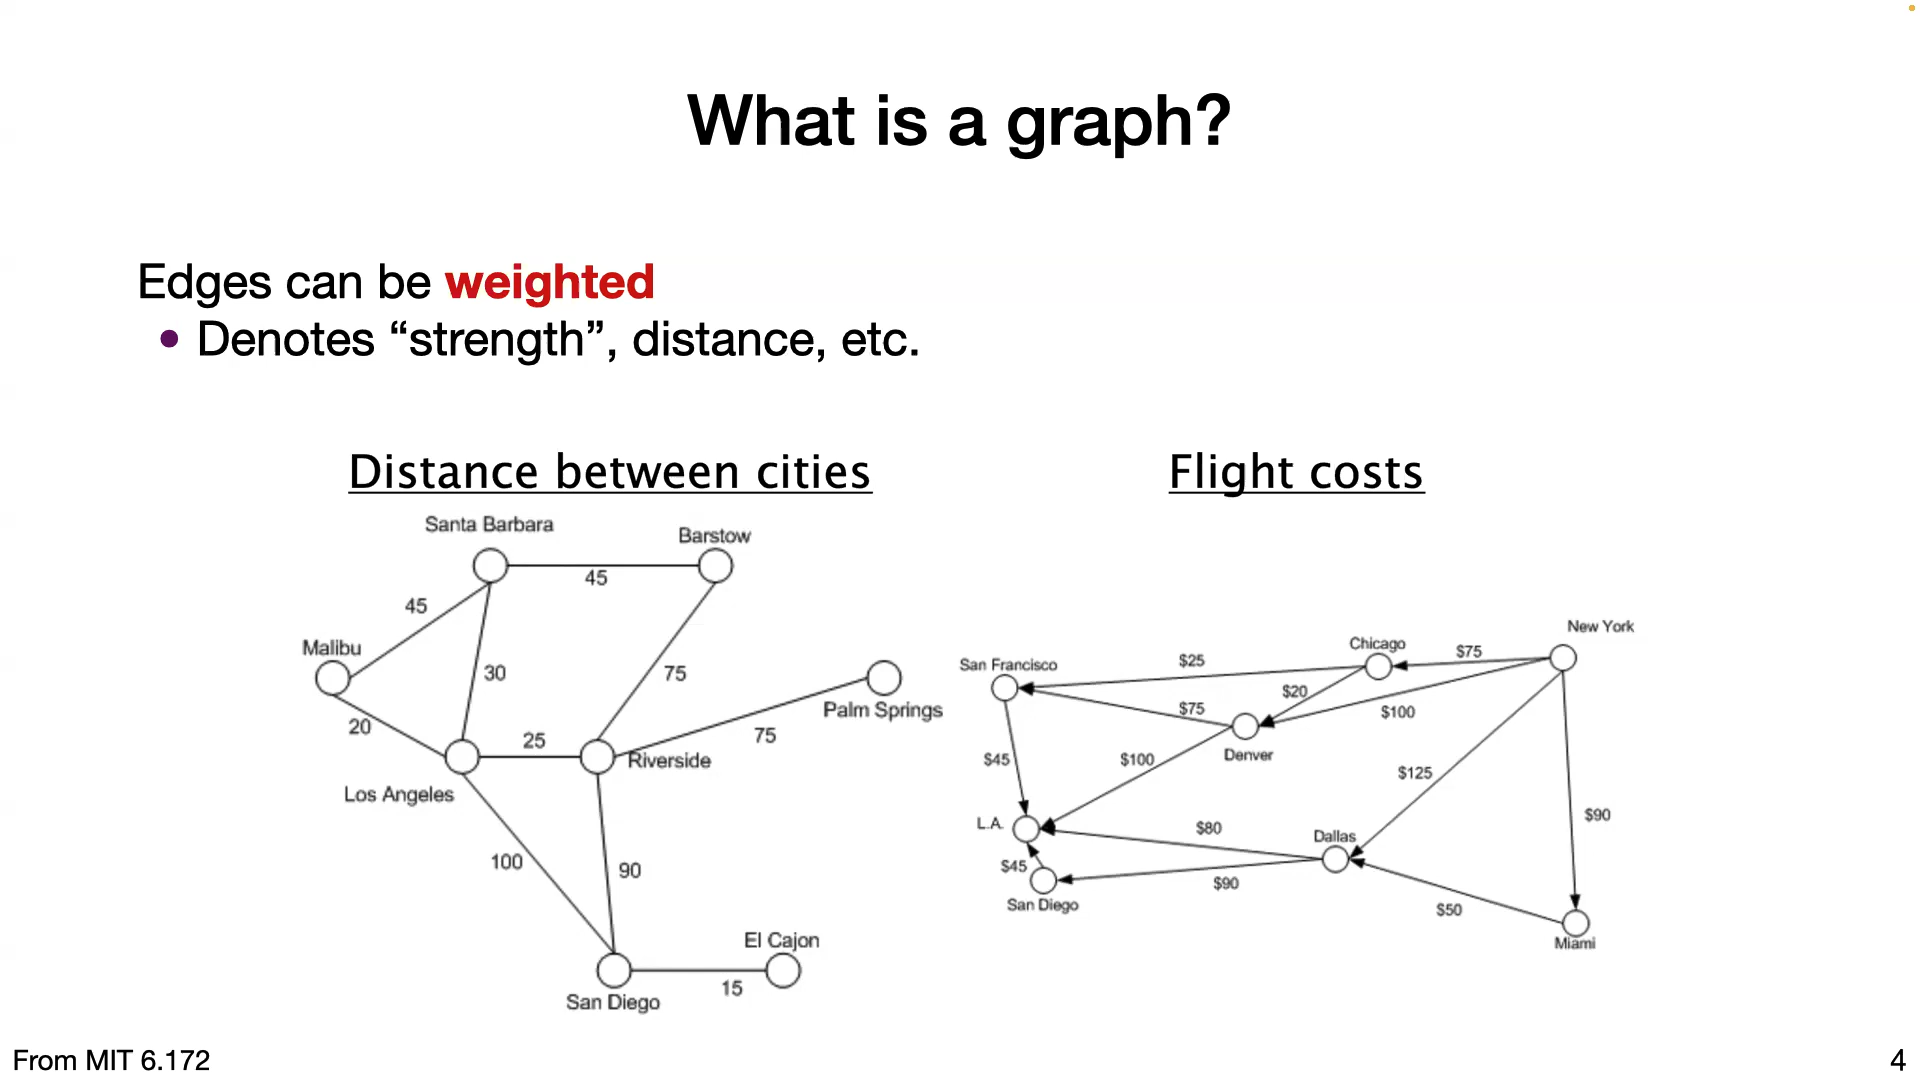 What is a graph?
Edges can be weighted
• Denotes “strength”, distance, etc.
Distance between cities
Santa Barbara
Barstow
45
45
Malibu
30
75
Palm Springs
20
25
75
Riverside
Los Angeles
100
90
El Cajon
15
San Diego
Flight costs
New York
Chicago
$75
San Francisco
$25
$20
$75
$100
Denver
$45
$100
$125
$90
L.A.
$80
Dallas
$45
$90
San Diego
$50
Miami
From MIT 6.172
4